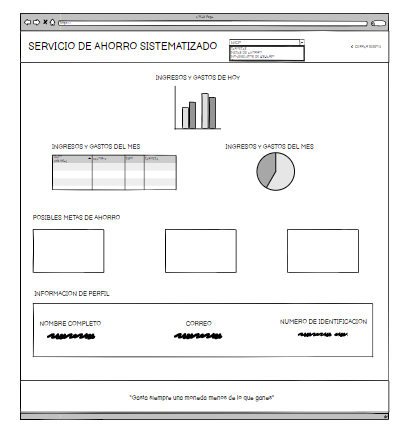 SERVICIO DE AHORRO SISTEMATIZADO
INGRESOS Y GASTOS DE HOY
INGRESOS Y GASTOS DEL MES
INGRESOS Y GASTOS DEL MES
POSIBLES METAS DE AHORRO
INFORMACION DE PERFIL
NOMBRE COMPLETO
CORREO
NUMERO DE IDENTIFICACION
"Gasta siempre una moneda menos de lo que ganes"